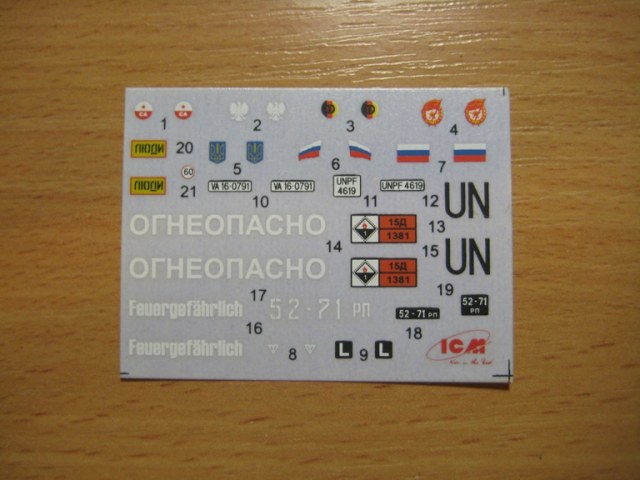 СА СА
1 2 3 4
ЛЮДИ 20 5 6 7
60
ЛЮДИ 21 VA 16-0791 VA 16-0791 UNPF 4619 UNPF 4619 UN
10 11 12
ОГНЕОПАСНО 14 15Д 1381 13
ОГНЕОПАСНО 15Д 1381 15 UN
17 19
Feuergefährlich 52-71 РП 52-71 РП 52-71 РП
16 18
Feuergefährlich 8 L 9 L ICM